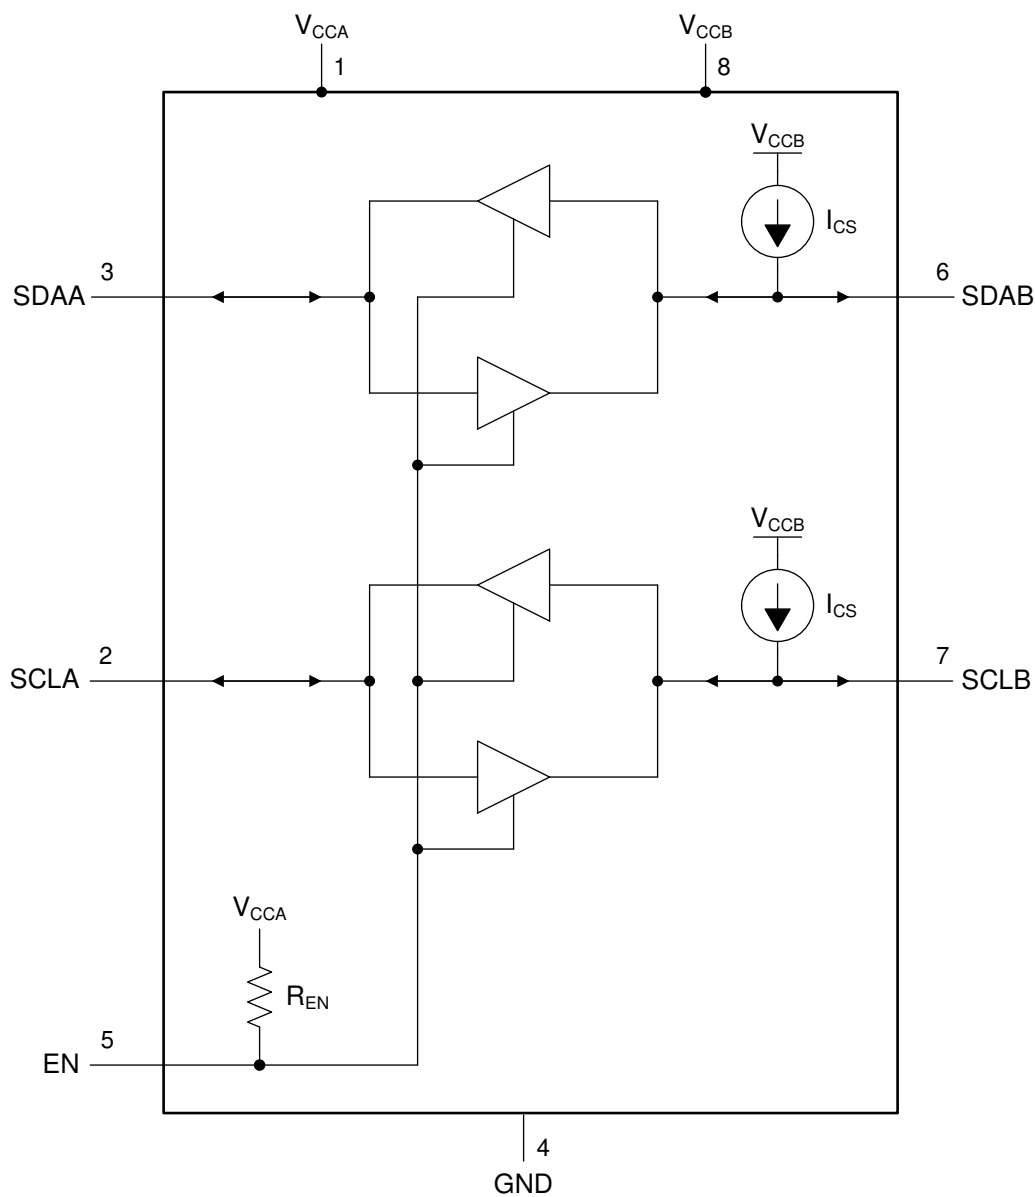 VCCA
VCCB
1
8
VCCB
ICS
3
SDAA
6
SDAB
VCCB
ICS
2
SCLA
7
SCLB
VCCA
REN
5
EN
4
GND